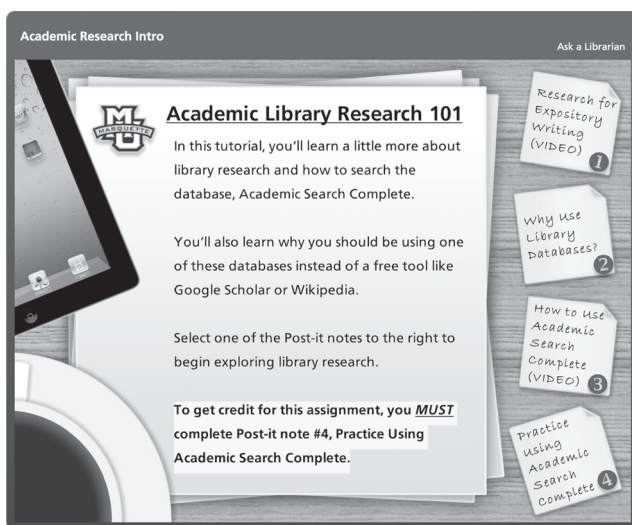 Academic Research Intro
Ask a Librarian
MU
MARQUETTE
Academic Library Research 101
In this tutorial, you'll learn a little more about
library research and how to search the
database, Academic Search Complete.
You'll also learn why you should be using one
of these databases instead of a free tool like
Google Scholar or Wikipedia.
Select one of the Post-it notes to the right to
begin exploring library research.
To get credit for this assignment, you MUST
complete Post-it note #4, Practice Using
Academic Search Complete.
Research for
Expository
Writing
(VIDEO)
1
Why Use
Library
Databases?
2
How to Use
Academic
Search
Complete
(VIDEO)
3
Practice
Using
Academic
Search
Complete
4